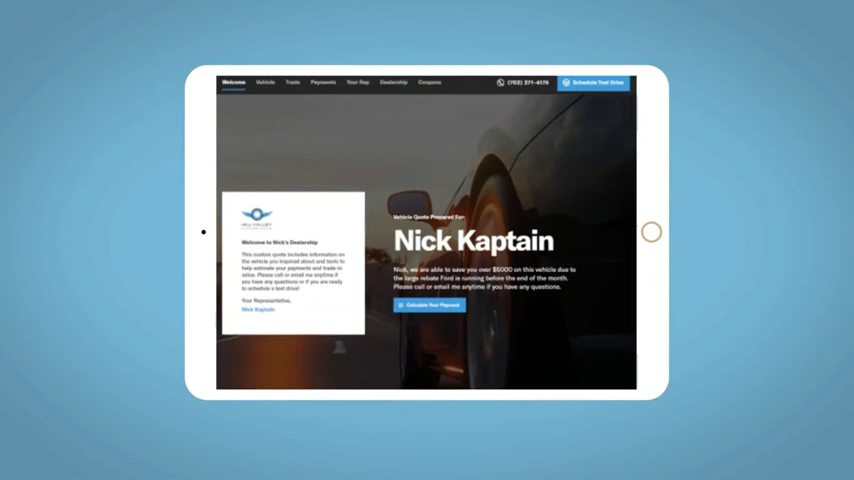 Welcome Vehicle Trade Payments Your Rep Dealership Coupons (702) 271-4175 Schedule Test Drive
Vehicle Quote Prepared For:
Nick Kaptain
Nick, we are able to save you over $6000 on this vehicle due to
the large rebate Ford is running before the end of the month.
Please call or email me anytime if you have any questions.
Calculate Your Payment
HILL VALLEY
Welcome to Nick's Dealership
This custom quote includes information on
the vehicle you inquired about and tools to
help estimate your payments and trade-in
value. Please call or email me anytime if
you have any questions or if you are ready
to schedule a test drive!
Your Representative,
Nick Kaptain